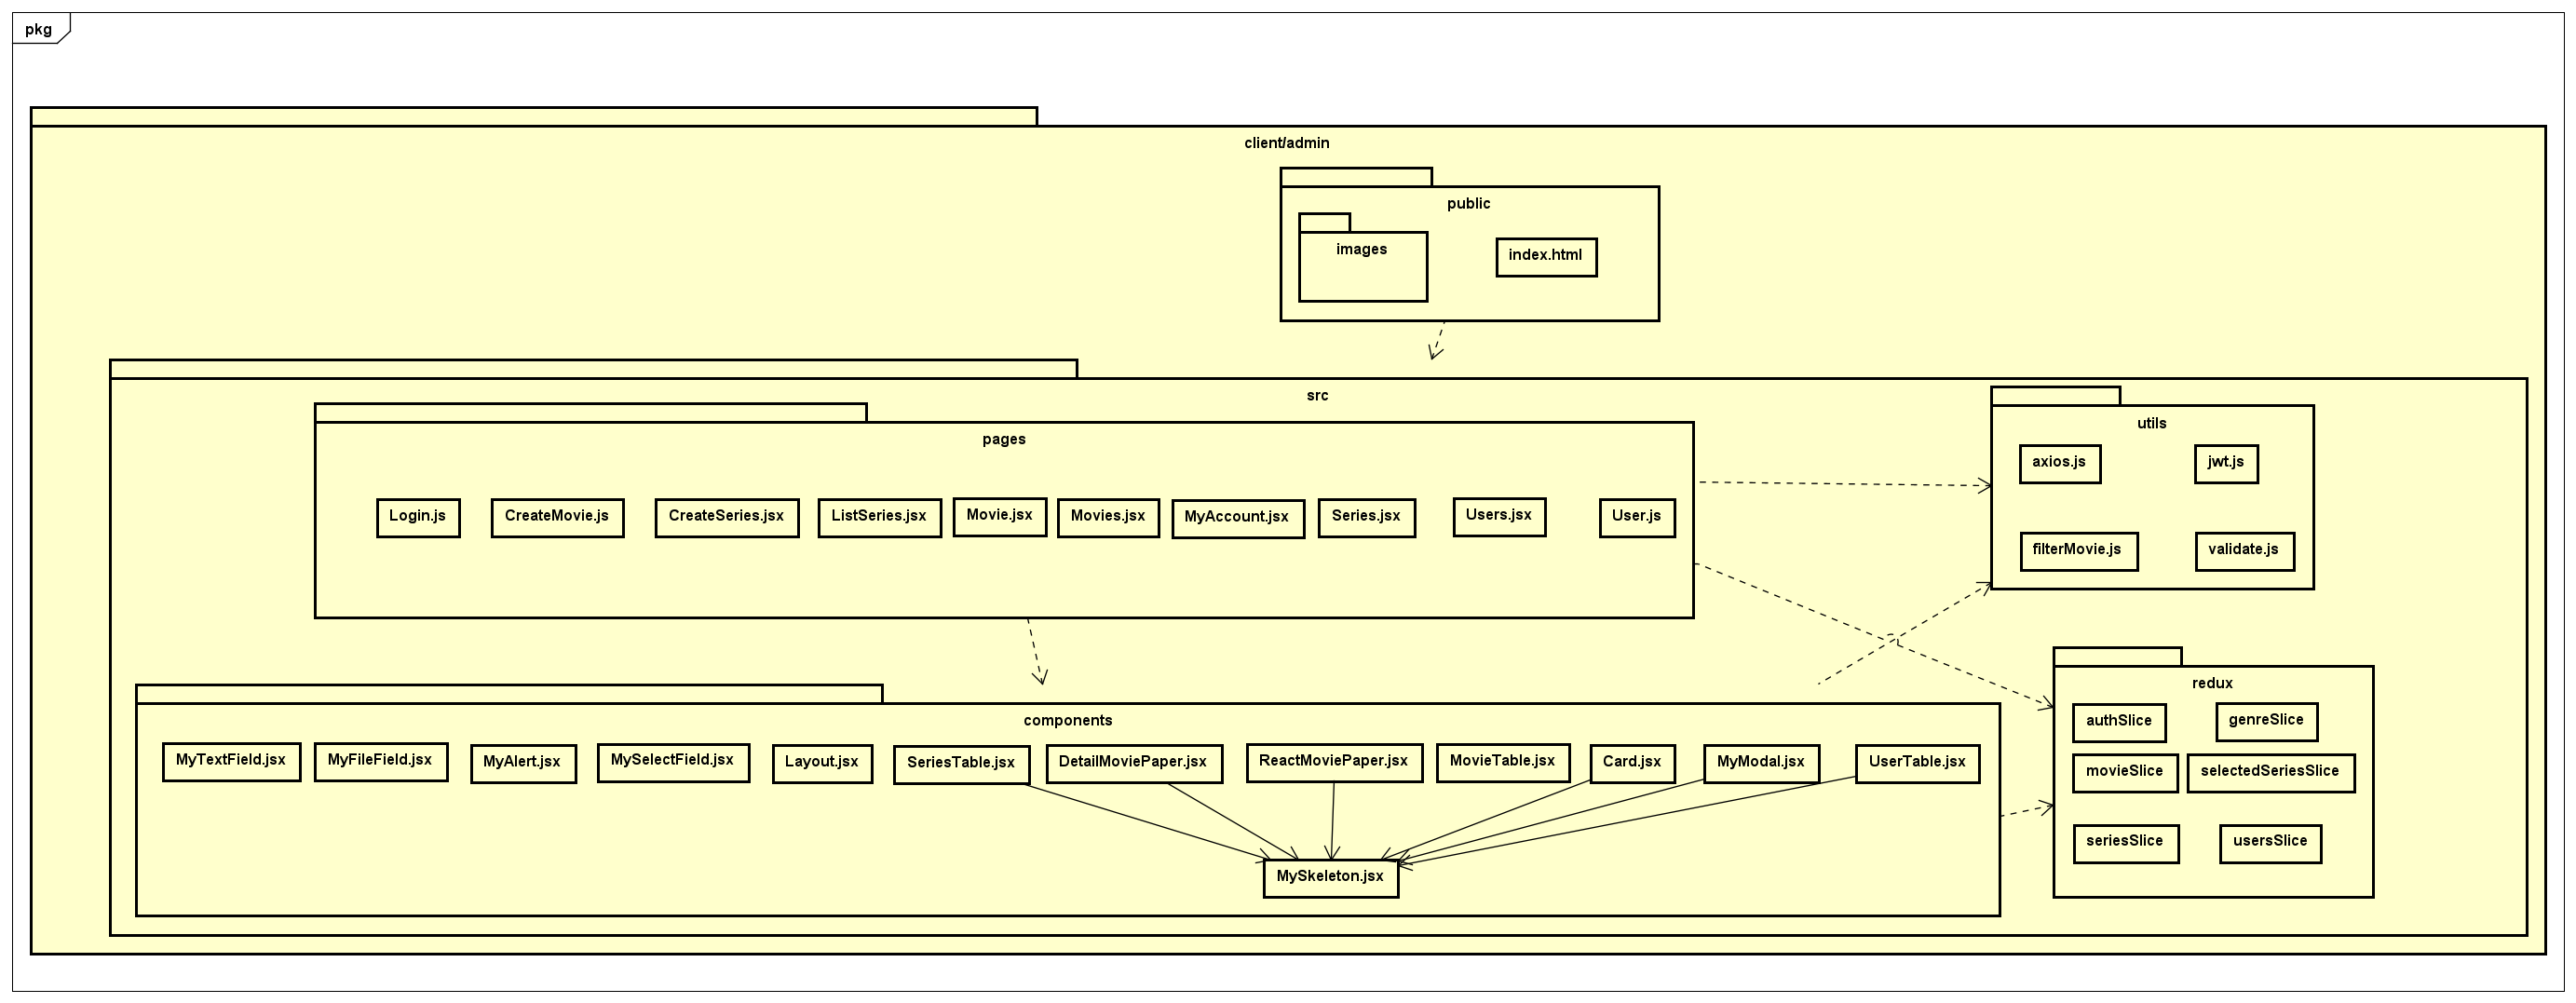 pkg
client/admin
public
images
index.html
src
pages
Login.js
CreateMovie.js
CreateSeries.jsx
ListSeries.jsx
Movie.jsx
Movies.jsx
MyAccount.jsx
Series.jsx
Users.jsx
User.js
utils
axios.js
jwt.js
filterMovie.js
validate.js
components
MyTextField.jsx
MyFileField.jsx
MyAlert.jsx
MySelectField.jsx
Layout.jsx
SeriesTable.jsx
DetailMoviePaper.jsx
ReactMoviePaper.jsx
MovieTable.jsx
Card.jsx
MyModal.jsx
UserTable.jsx
MySkeleton.jsx
redux
authSlice
genreSlice
movieSlice
selectedSeriesSlice
seriesSlice
usersSlice